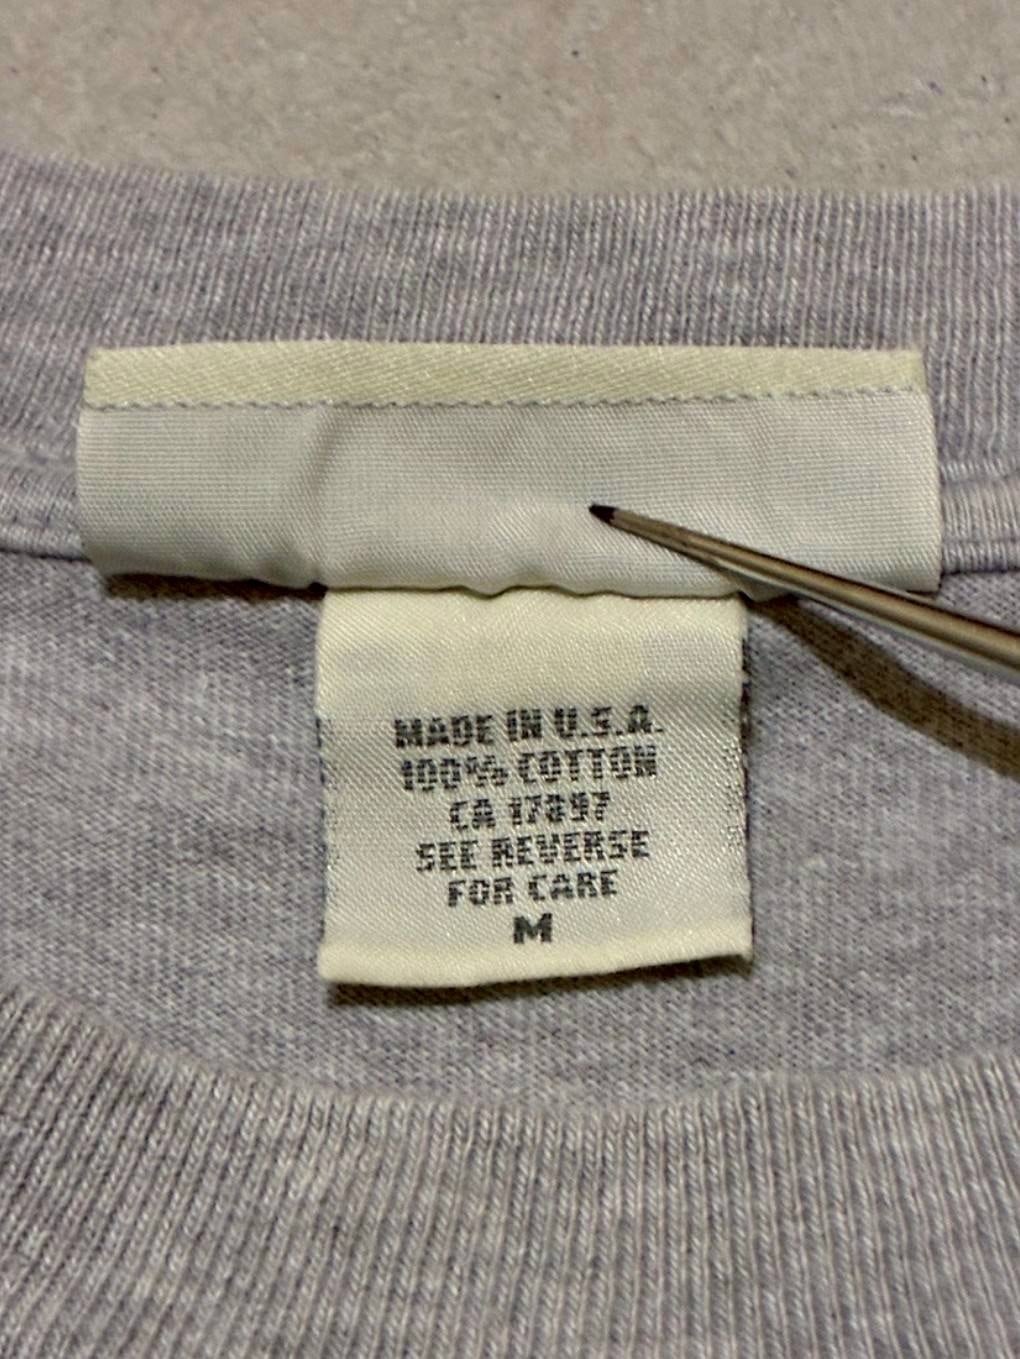 MADE IN U.S.A.
100% COTTON
CA 17897
SEE REVERSE
FOR CARE
M